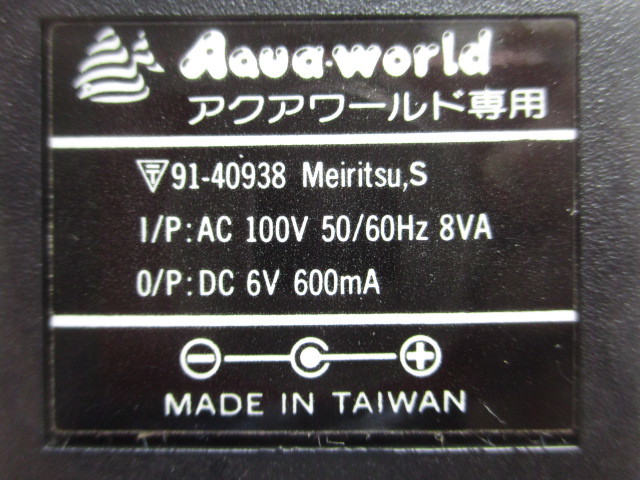 Aqua-world
アクアワールド専用
〒91-40938 Meiritsu,S
I/P:AC 100V 50/60Hz 8VA
O/P:DC 6V 600mA
MADE IN TAIWAN